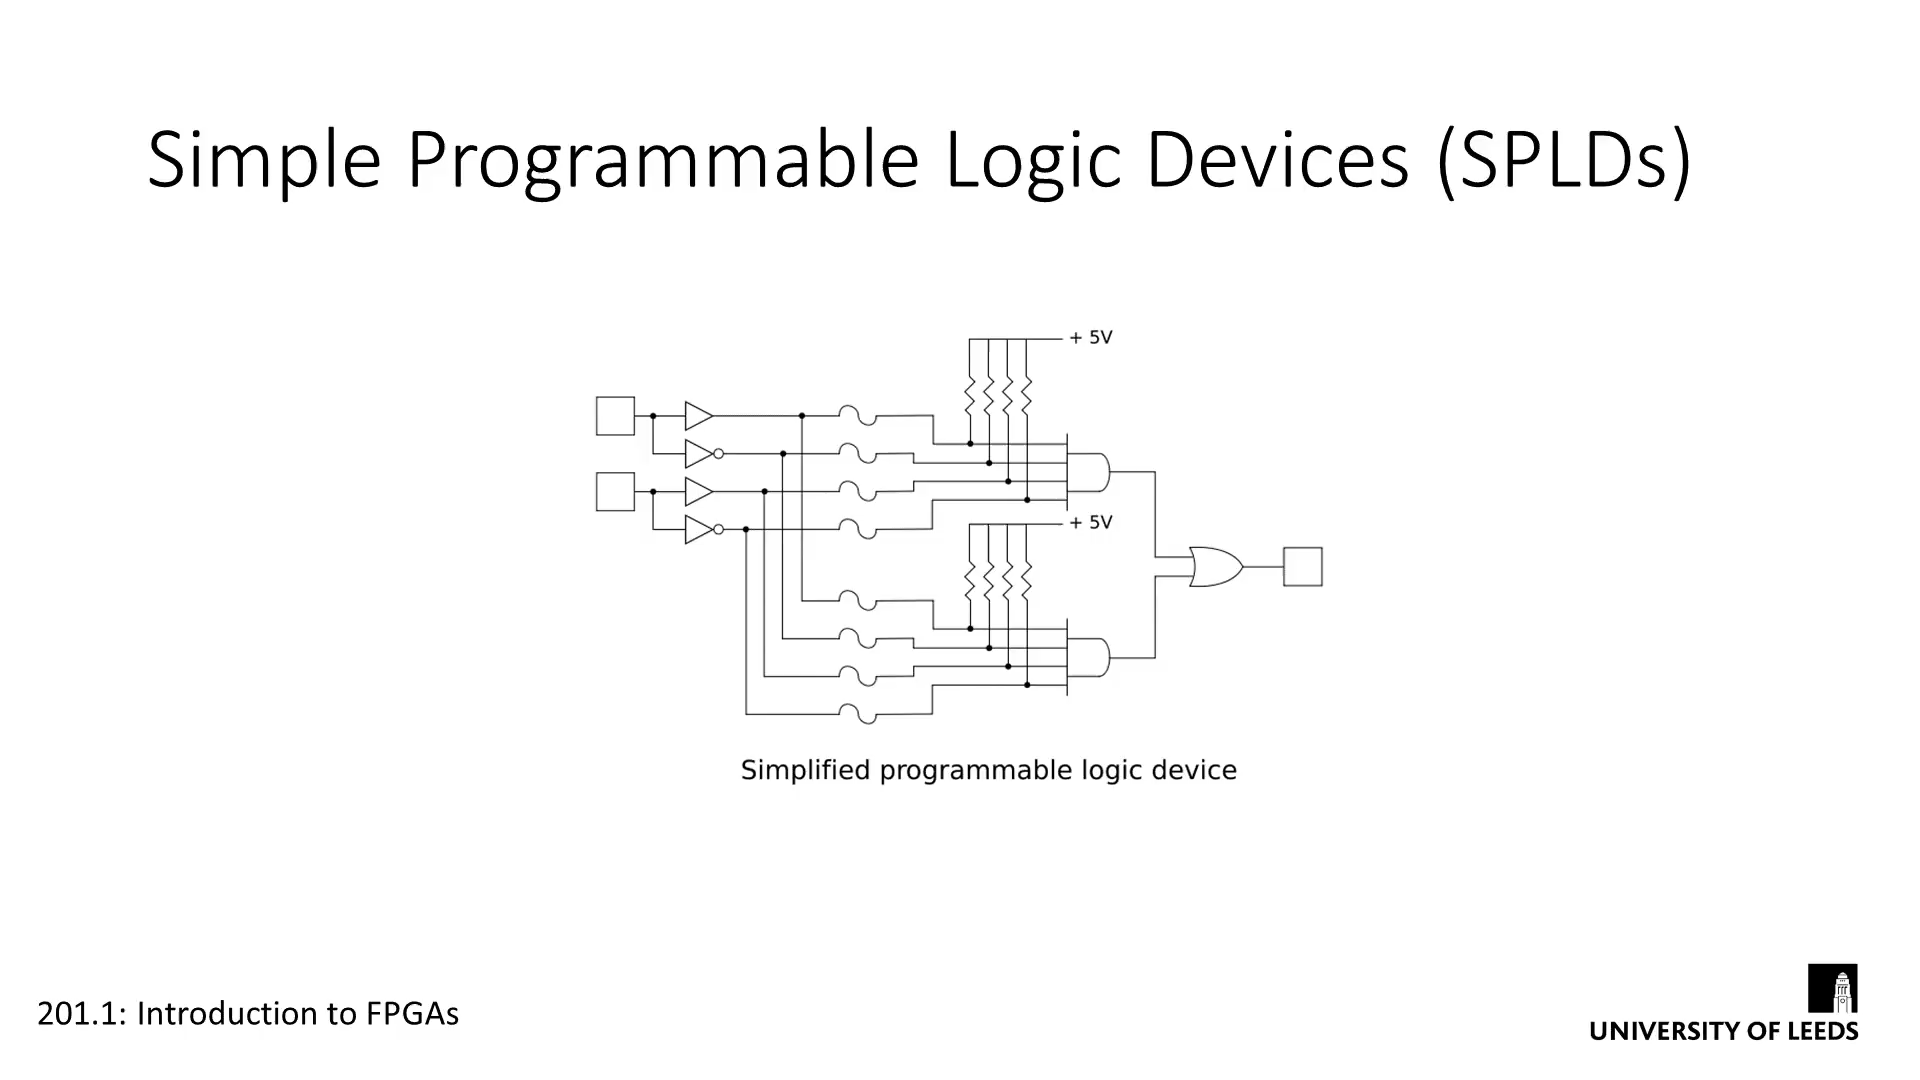 Simple Programmable Logic Devices (SPLDs)
+ 5V
+ 5V
Simplified programmable logic device
201.1: Introduction to FPGAs
UNIVERSITY OF LEEDS